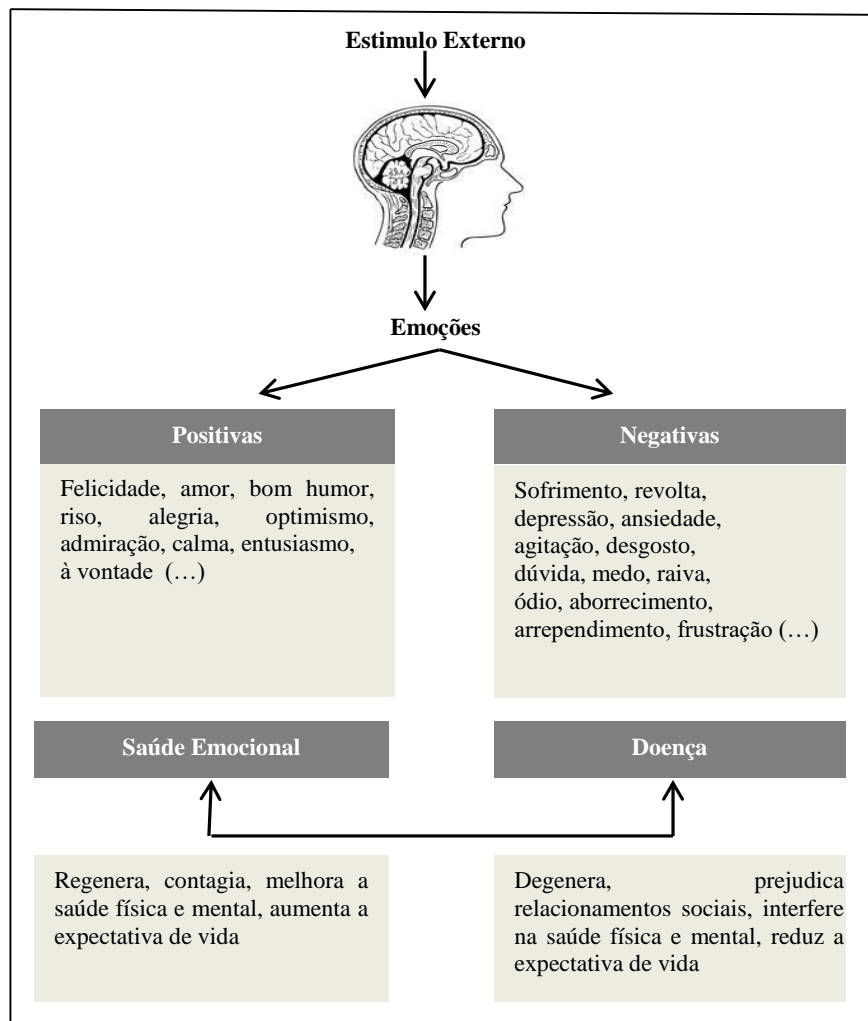 Estimulo Externo
Emoções
Positivas
Felicidade, amor, bom humor,
riso, alegria, optimismo,
admiração, calma, entusiasmo,
à vontade (…)
Negativas
Sofrimento, revolta,
depressão, ansiedade,
agitação, desgosto,
dúvida, medo, raiva,
ódio, aborrecimento,
arrependimento, frustração (…)
Saúde Emocional
Doença
Regenera, contagia, melhora a
saúde física e mental, aumenta a
expectativa de vida
Degenera, prejudica
relacionamentos sociais, interfere
na saúde física e mental, reduz a
expectativa de vida